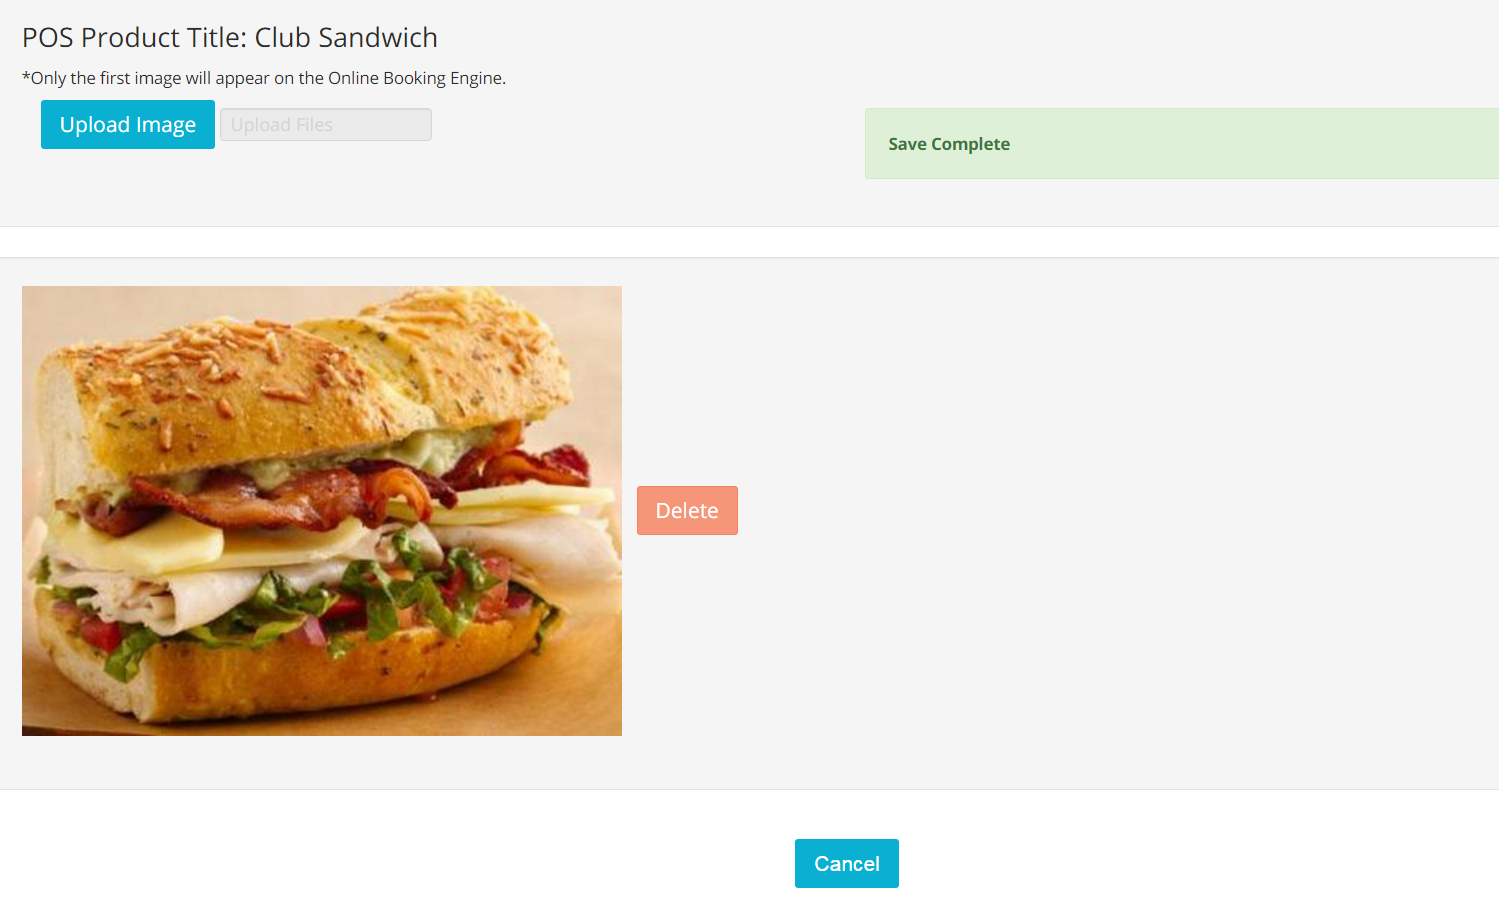 POS Product Title: Club Sandwich
*Only the first image will appear on the Online Booking Engine.
Upload Image
Upload Files
Save Complete
Delete
Cancel